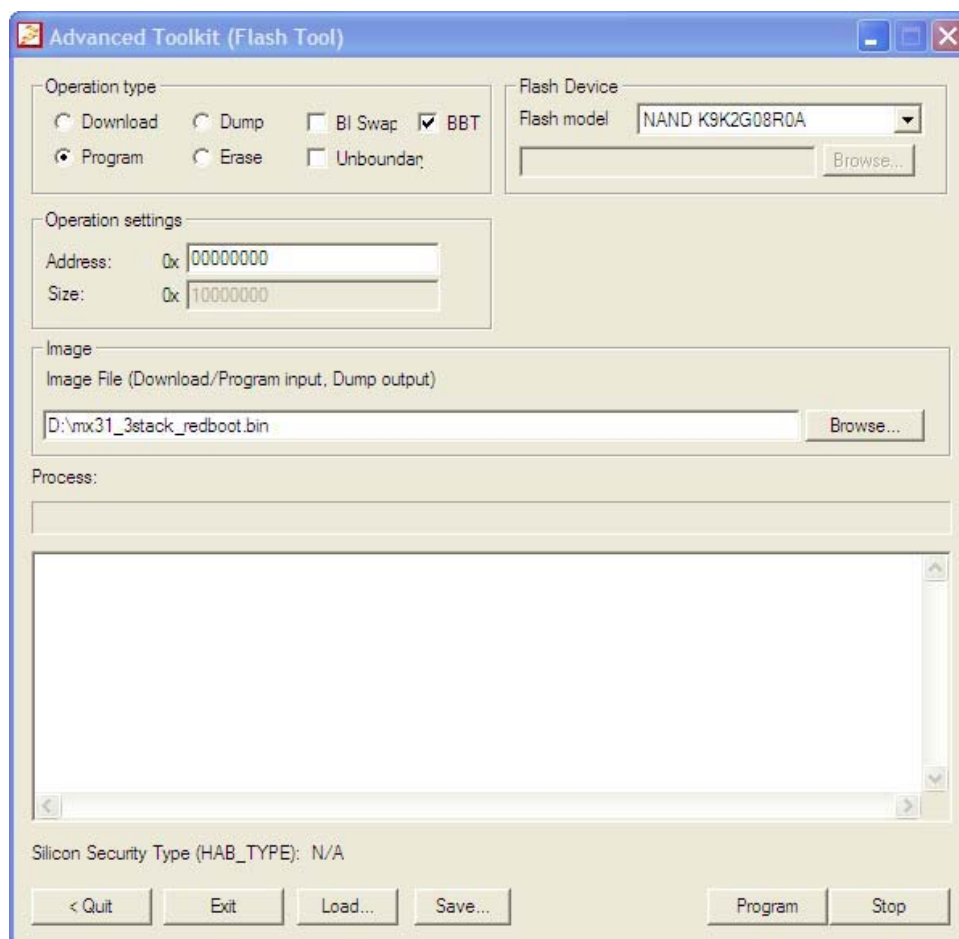 Advanced Toolkit (Flash Tool)
Operation type
Download Dump BI Swap BBT
Program Erase Unboundar
Flash Device
Flash model NAND K9K2G08R0A
Browse...
Operation settings
Address: 0x 00000000
Size: 0x 10000000
Image
Image File (Download/Program input, Dump output)
D:\mx31_3stack_redboot.bin Browse...
Process:
Silicon Security Type (HAB_TYPE): N/A
< Quit Exit Load... Save... Program Stop